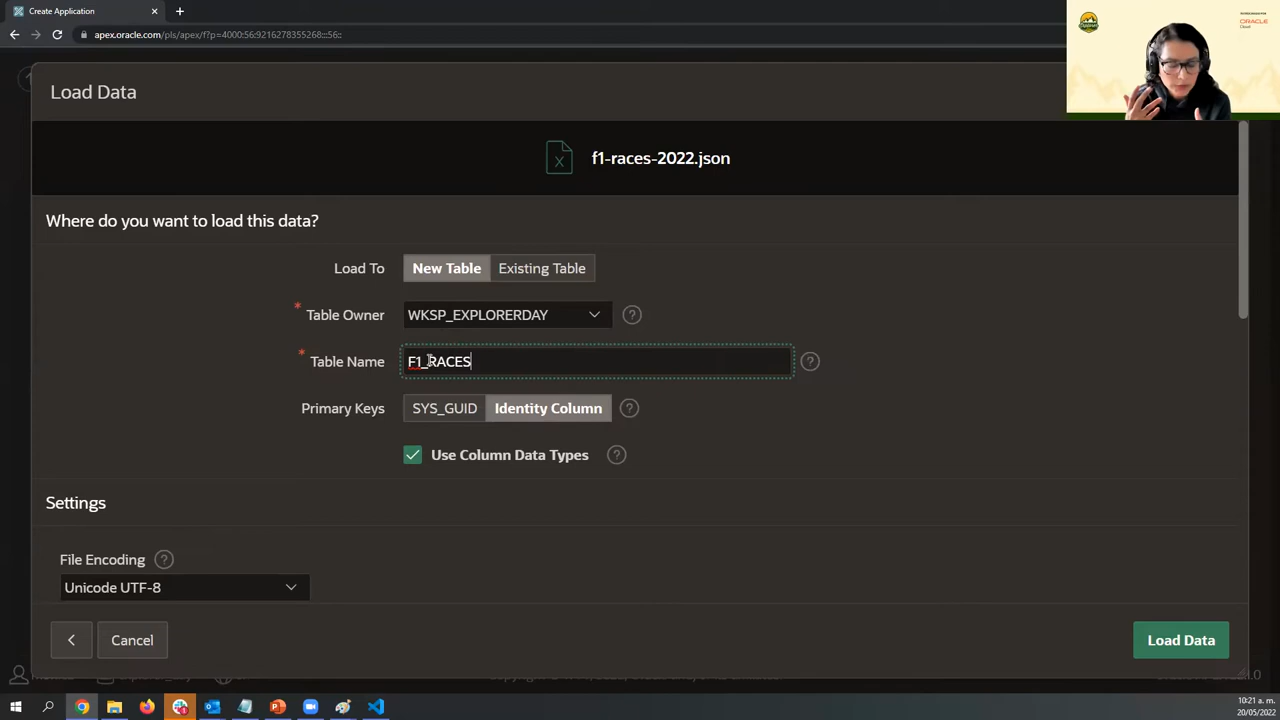 Create Application
apex.oracle.com/pls/apex/f?p=4000:56:9216278355268:::56::
ORACLE
Cloud
Load Data
f1-races-2022.json
Where do you want to load this data?
Load To
New Table
Existing Table
* Table Owner
WKSP_EXPLORERDAY
* Table Name
F1_RACES
Primary Keys
SYS_GUID
Identity Column
Use Column Data Types
Settings
File Encoding
Unicode UTF-8
Cancel
Load Data
10:21 a. m.
20/05/2022